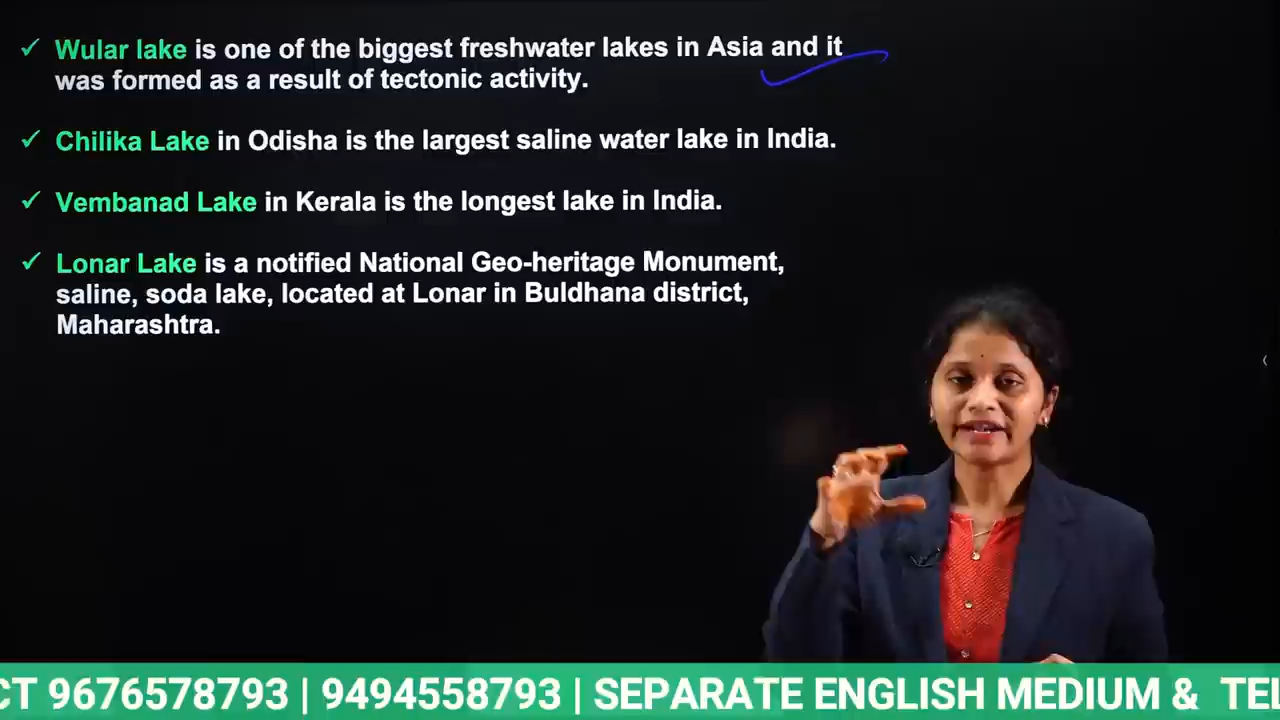 ✓ Wular lake is one of the biggest freshwater lakes in Asia and it
was formed as a result of tectonic activity.
✓ Chilika Lake in Odisha is the largest saline water lake in India.
✓ Vembanad Lake in Kerala is the longest lake in India.
✓ Lonar Lake is a notified National Geo-heritage Monument,
saline, soda lake, located at Lonar in Buldhana district,
Maharashtra.
CT 9676578793 | 9494558793 | SEPARATE ENGLISH MEDIUM & TEL